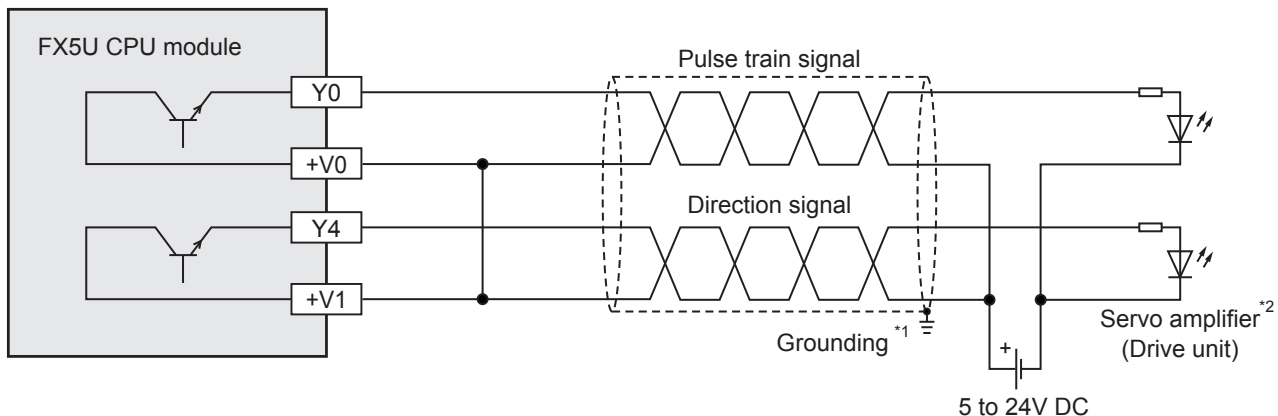 FX5U CPU module
Pulse train signal
Y0
+V0
Direction signal
Y4
+V1
Grounding *1
Servo amplifier*2
(Drive unit)
+
5 to 24V DC